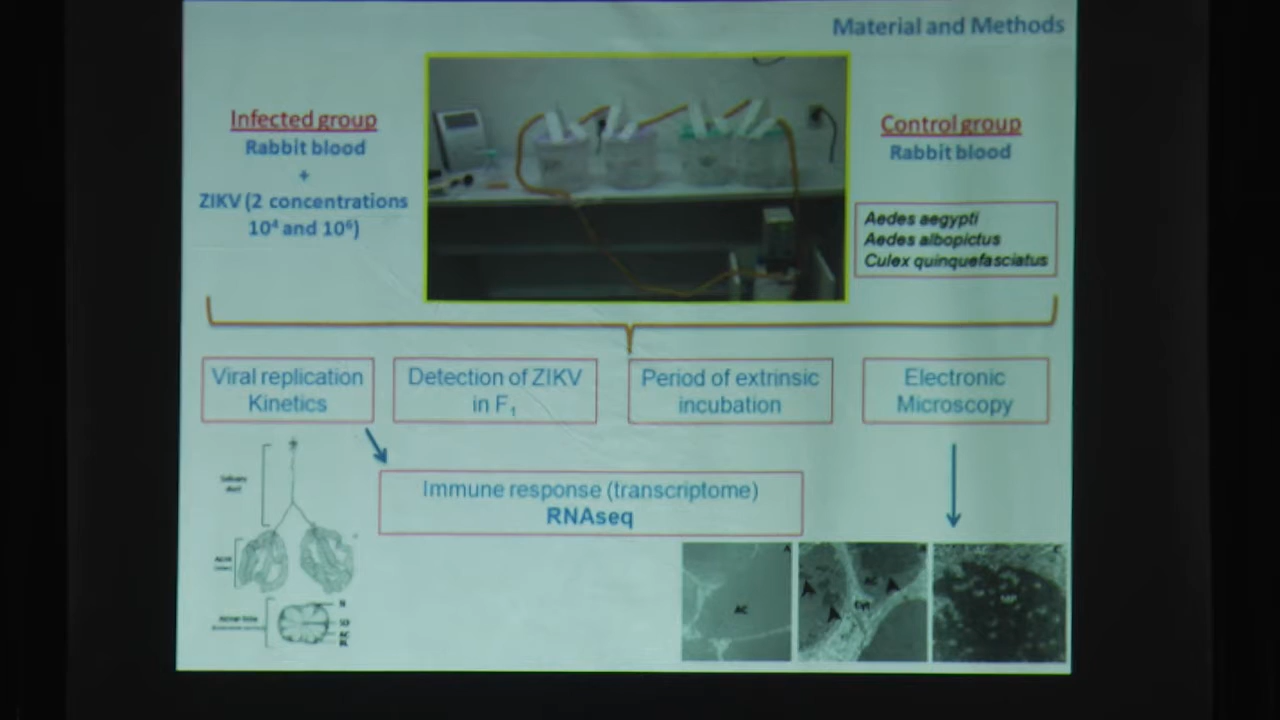 Material and Methods
Infected group
Rabbit blood
+
ZIKV (2 concentrations
10⁴ and 10⁶)
Control group
Rabbit blood
Aedes aegypti
Aedes albopictus
Culex quinquefasciatus
Viral replication
Kinetics
Detection of ZIKV
in F₁
Period of extrinsic
incubation
Electronic
Microscopy
Immune response (transcriptome)
RNAseq
AC